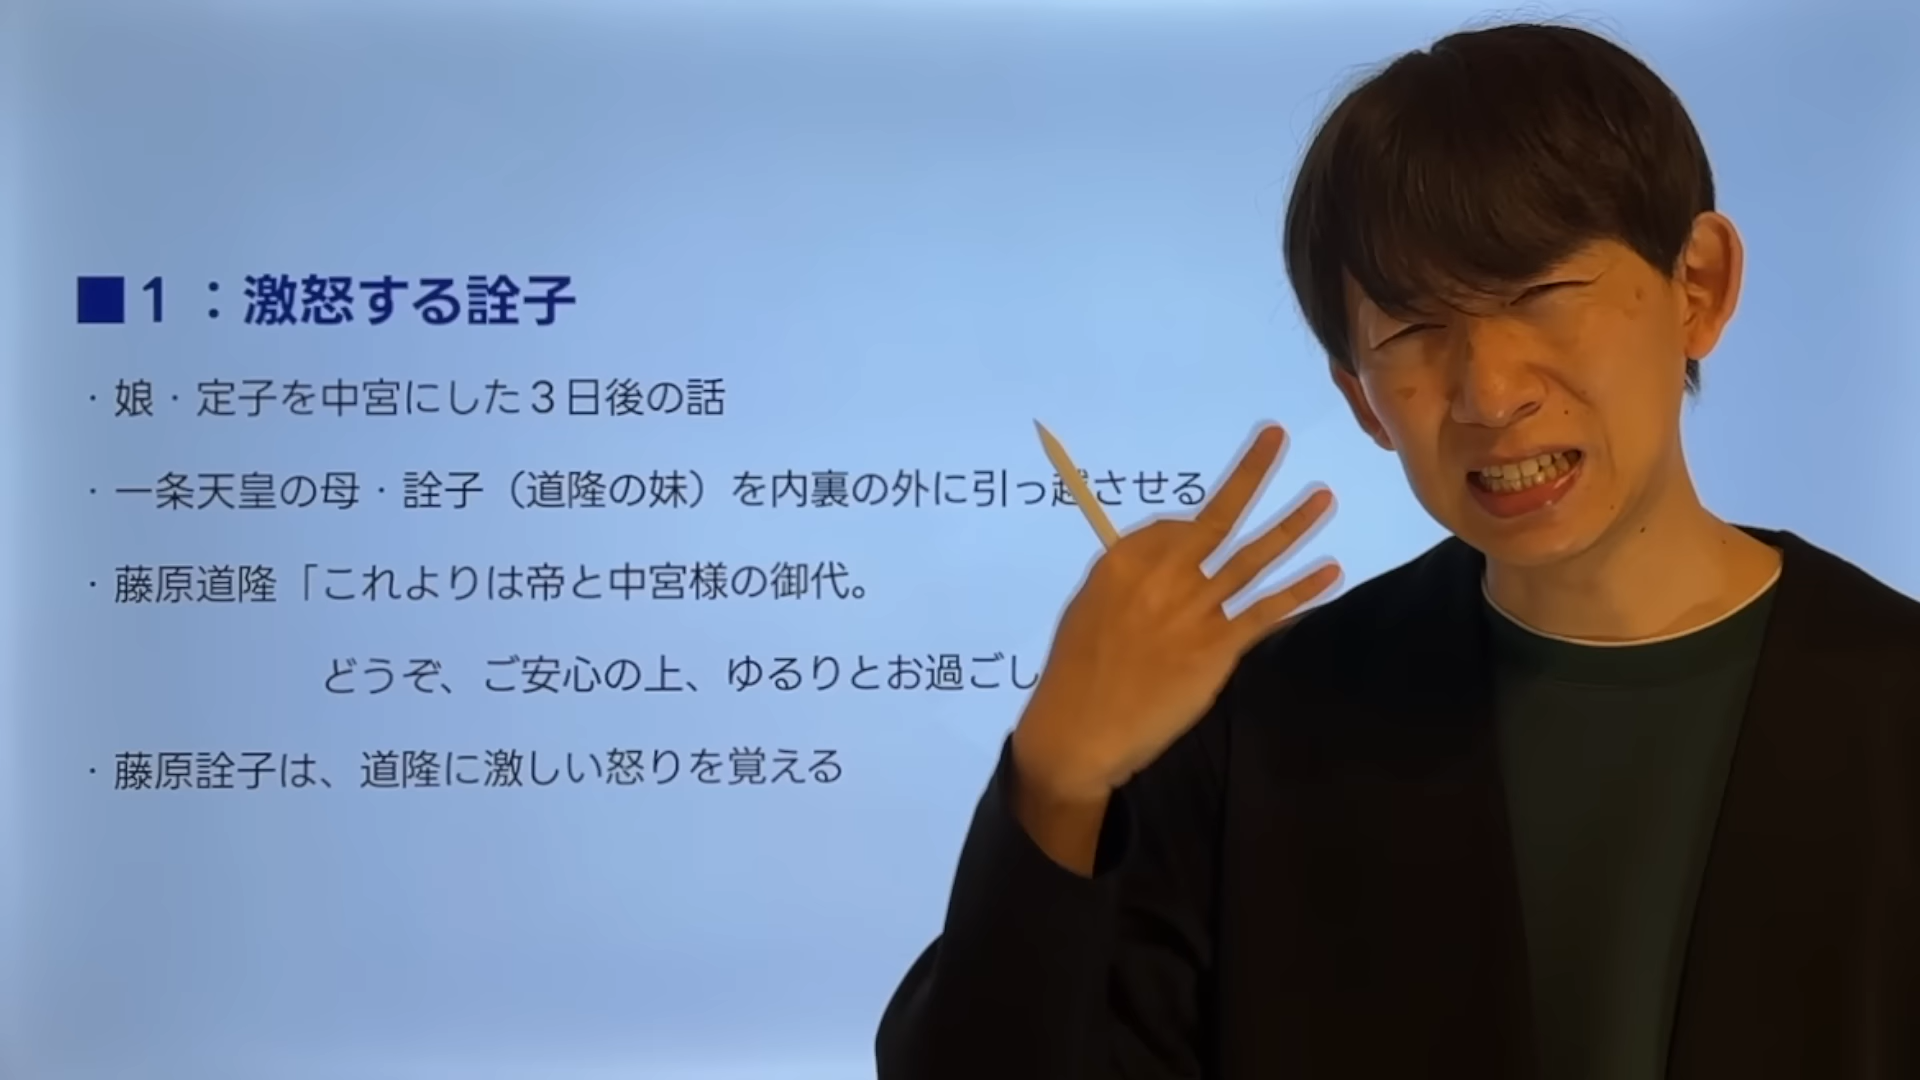 ■1：激怒する詮子
・娘・定子を中宮にした3日後の話
・一条天皇の母・詮子（道隆の妹）を内裏の外に引っ越させる
・藤原道隆「これよりは帝と中宮様の御代。
どうぞ、ご安心の上、ゆるりとお過ごし
・藤原詮子は、道隆に激しい怒りを覚える